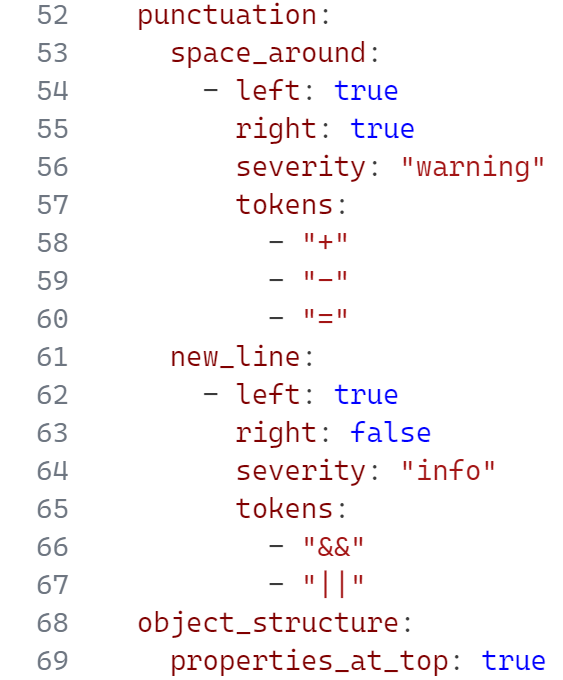 52    punctuation:
53      space_around:
54        - left: true
55          right: true
56          severity: "warning"
57          tokens:
58            - "+"
59            - "-"
60            - "="
61      new_line:
62        - left: true
63          right: false
64          severity: "info"
65          tokens:
66            - "&&"
67            - "||"
68    object_structure:
69      properties_at_top: true